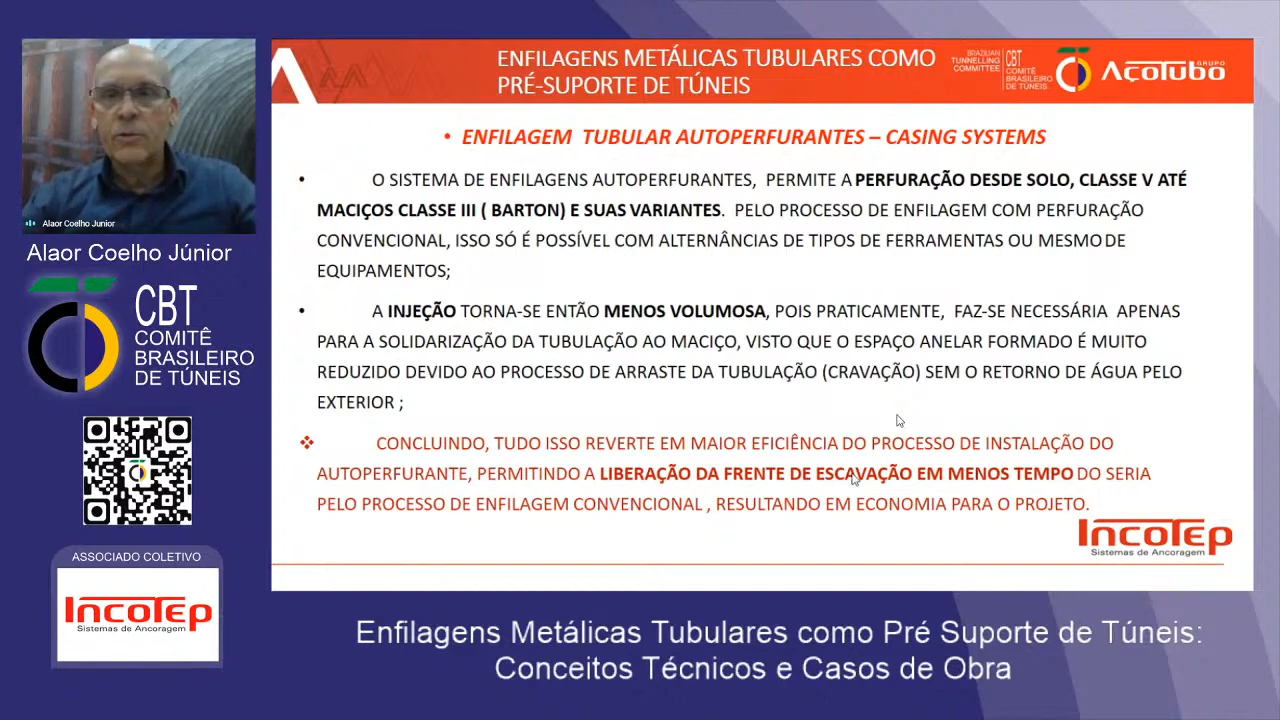 ENFILAGENS METÁLICAS TUBULARES COMO
PRÉ-SUPORTE DE TÚNEIS
BRAZILIAN
TUNNELLING
COMMITTEE
CBT
COMITÊ
BRASILEIRO
DE TÚNEIS
GRUPO
AÇOTUBO
• ENFILAGEM TUBULAR AUTOPERFURANTES – CASING SYSTEMS
• O SISTEMA DE ENFILAGENS AUTOPERFURANTES, PERMITE A PERFURAÇÃO DESDE SOLO, CLASSE V ATÉ
MACIÇOS CLASSE III ( BARTON) E SUAS VARIANTES. PELO PROCESSO DE ENFILAGEM COM PERFURAÇÃO
CONVENCIONAL, ISSO SÓ É POSSÍVEL COM ALTERNÂNCIAS DE TIPOS DE FERRAMENTAS OU MESMO DE
EQUIPAMENTOS;
• A INJEÇÃO TORNA-SE ENTÃO MENOS VOLUMOSA, POIS PRATICAMENTE, FAZ-SE NECESSÁRIA APENAS
PARA A SOLIDARIZAÇÃO DA TUBULAÇÃO AO MACIÇO, VISTO QUE O ESPAÇO ANELAR FORMADO É MUITO
REDUZIDO DEVIDO AO PROCESSO DE ARRASTE DA TUBULAÇÃO (CRAVAÇÃO) SEM O RETORNO DE ÁGUA PELO
EXTERIOR ;
❖ CONCLUINDO, TUDO ISSO REVERTE EM MAIOR EFICIÊNCIA DO PROCESSO DE INSTALAÇÃO DO
AUTOPERFURANTE, PERMITINDO A LIBERAÇÃO DA FRENTE DE ESCAVAÇÃO EM MENOS TEMPO DO SERIA
PELO PROCESSO DE ENFILAGEM CONVENCIONAL , RESULTANDO EM ECONOMIA PARA O PROJETO.
INCOTEP
Sistemas de Ancoragem
Alaor Coelho Junior
Alaor Coelho Júnior
CBT
COMITÊ
BRASILEIRO
DE TÚNEIS
ASSOCIADO COLETIVO
INCOTEP
Sistemas de Ancoragem
Enfilagens Metálicas Tubulares como Pré Suporte de Túneis:
Conceitos Técnicos e Casos de Obra